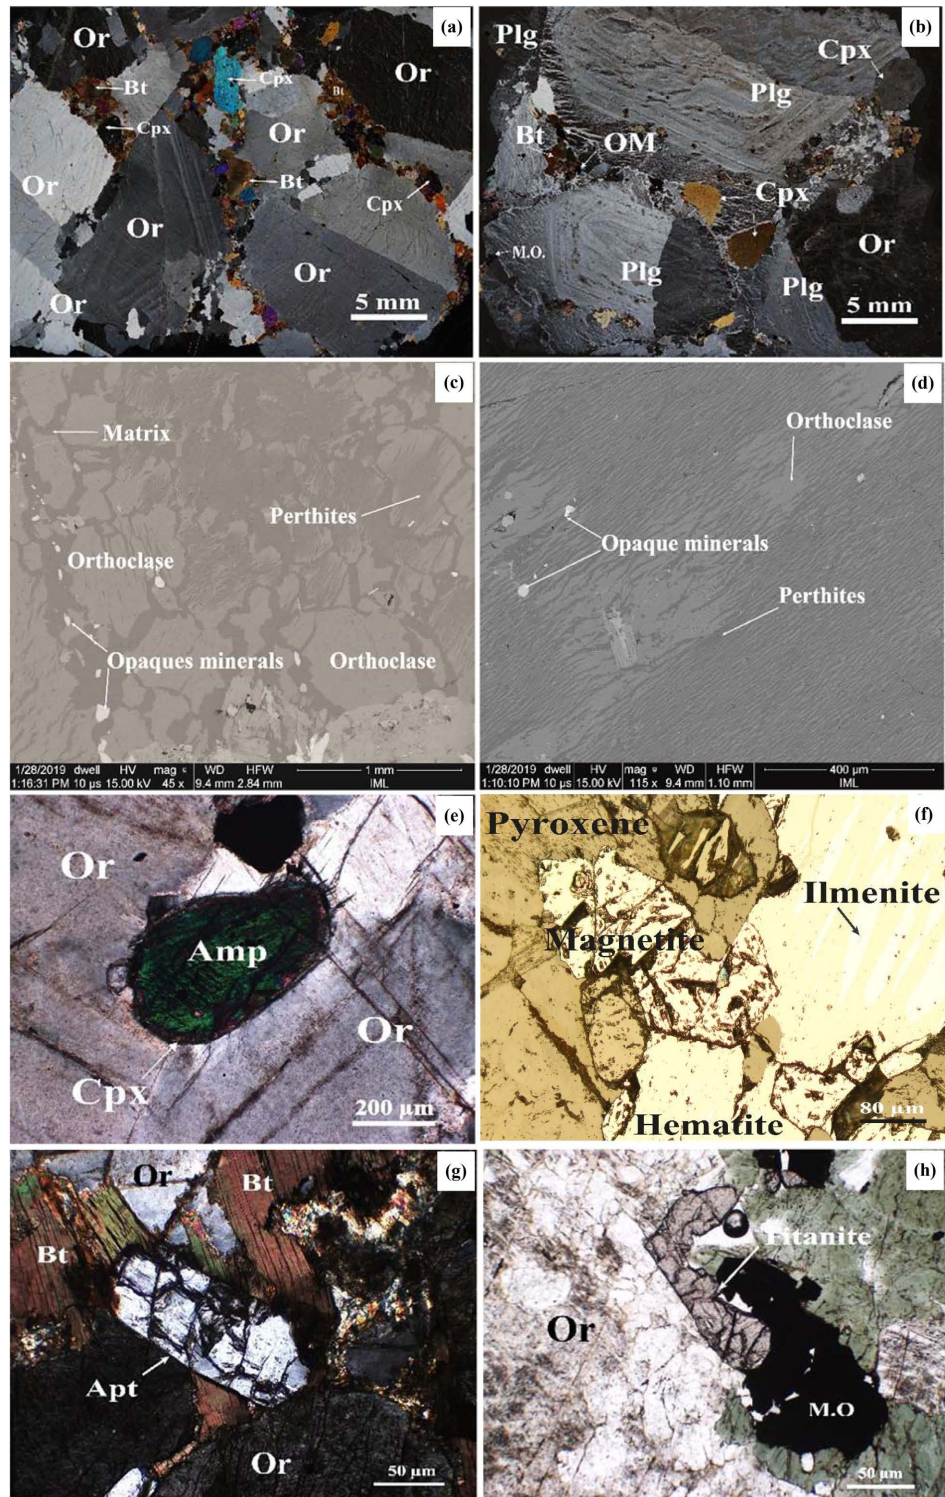 (a)
Or
Or
Bt
Cpx
Bt
Cpx
Or
Or
Bt
Or
Cpx
Or
Or
5 mm
(b)
Plg
Cpx
Plg
Bt
OM
Cpx
M.O.
Or
Plg
Plg
5 mm
(c)
Matrix
Perthites
Orthoclase
Opaques minerals
Orthoclase
1/28/2019 dwell HV mag WD HFW 1 mm
1:16:31 PM 10 µs 15.00 kV 45 x 9.4 mm 2.84 mm IML
(d)
Orthoclase
Opaque minerals
Perthites
1/28/2019 dwell HV mag WD HFW 400 µm
1:10:10 PM 10 µs 15.00 kV 115 x 9.4 mm 1.10 mm IML
(e)
Or
Amp
Or
Cpx
200 µm
(f)
Pyroxene
Ilmenite
Magnetite
Hematite
80 µm
(g)
Or
Bt
Bt
Apt
Or
50 µm
(h)
Titanite
Or
M.O
50 µm